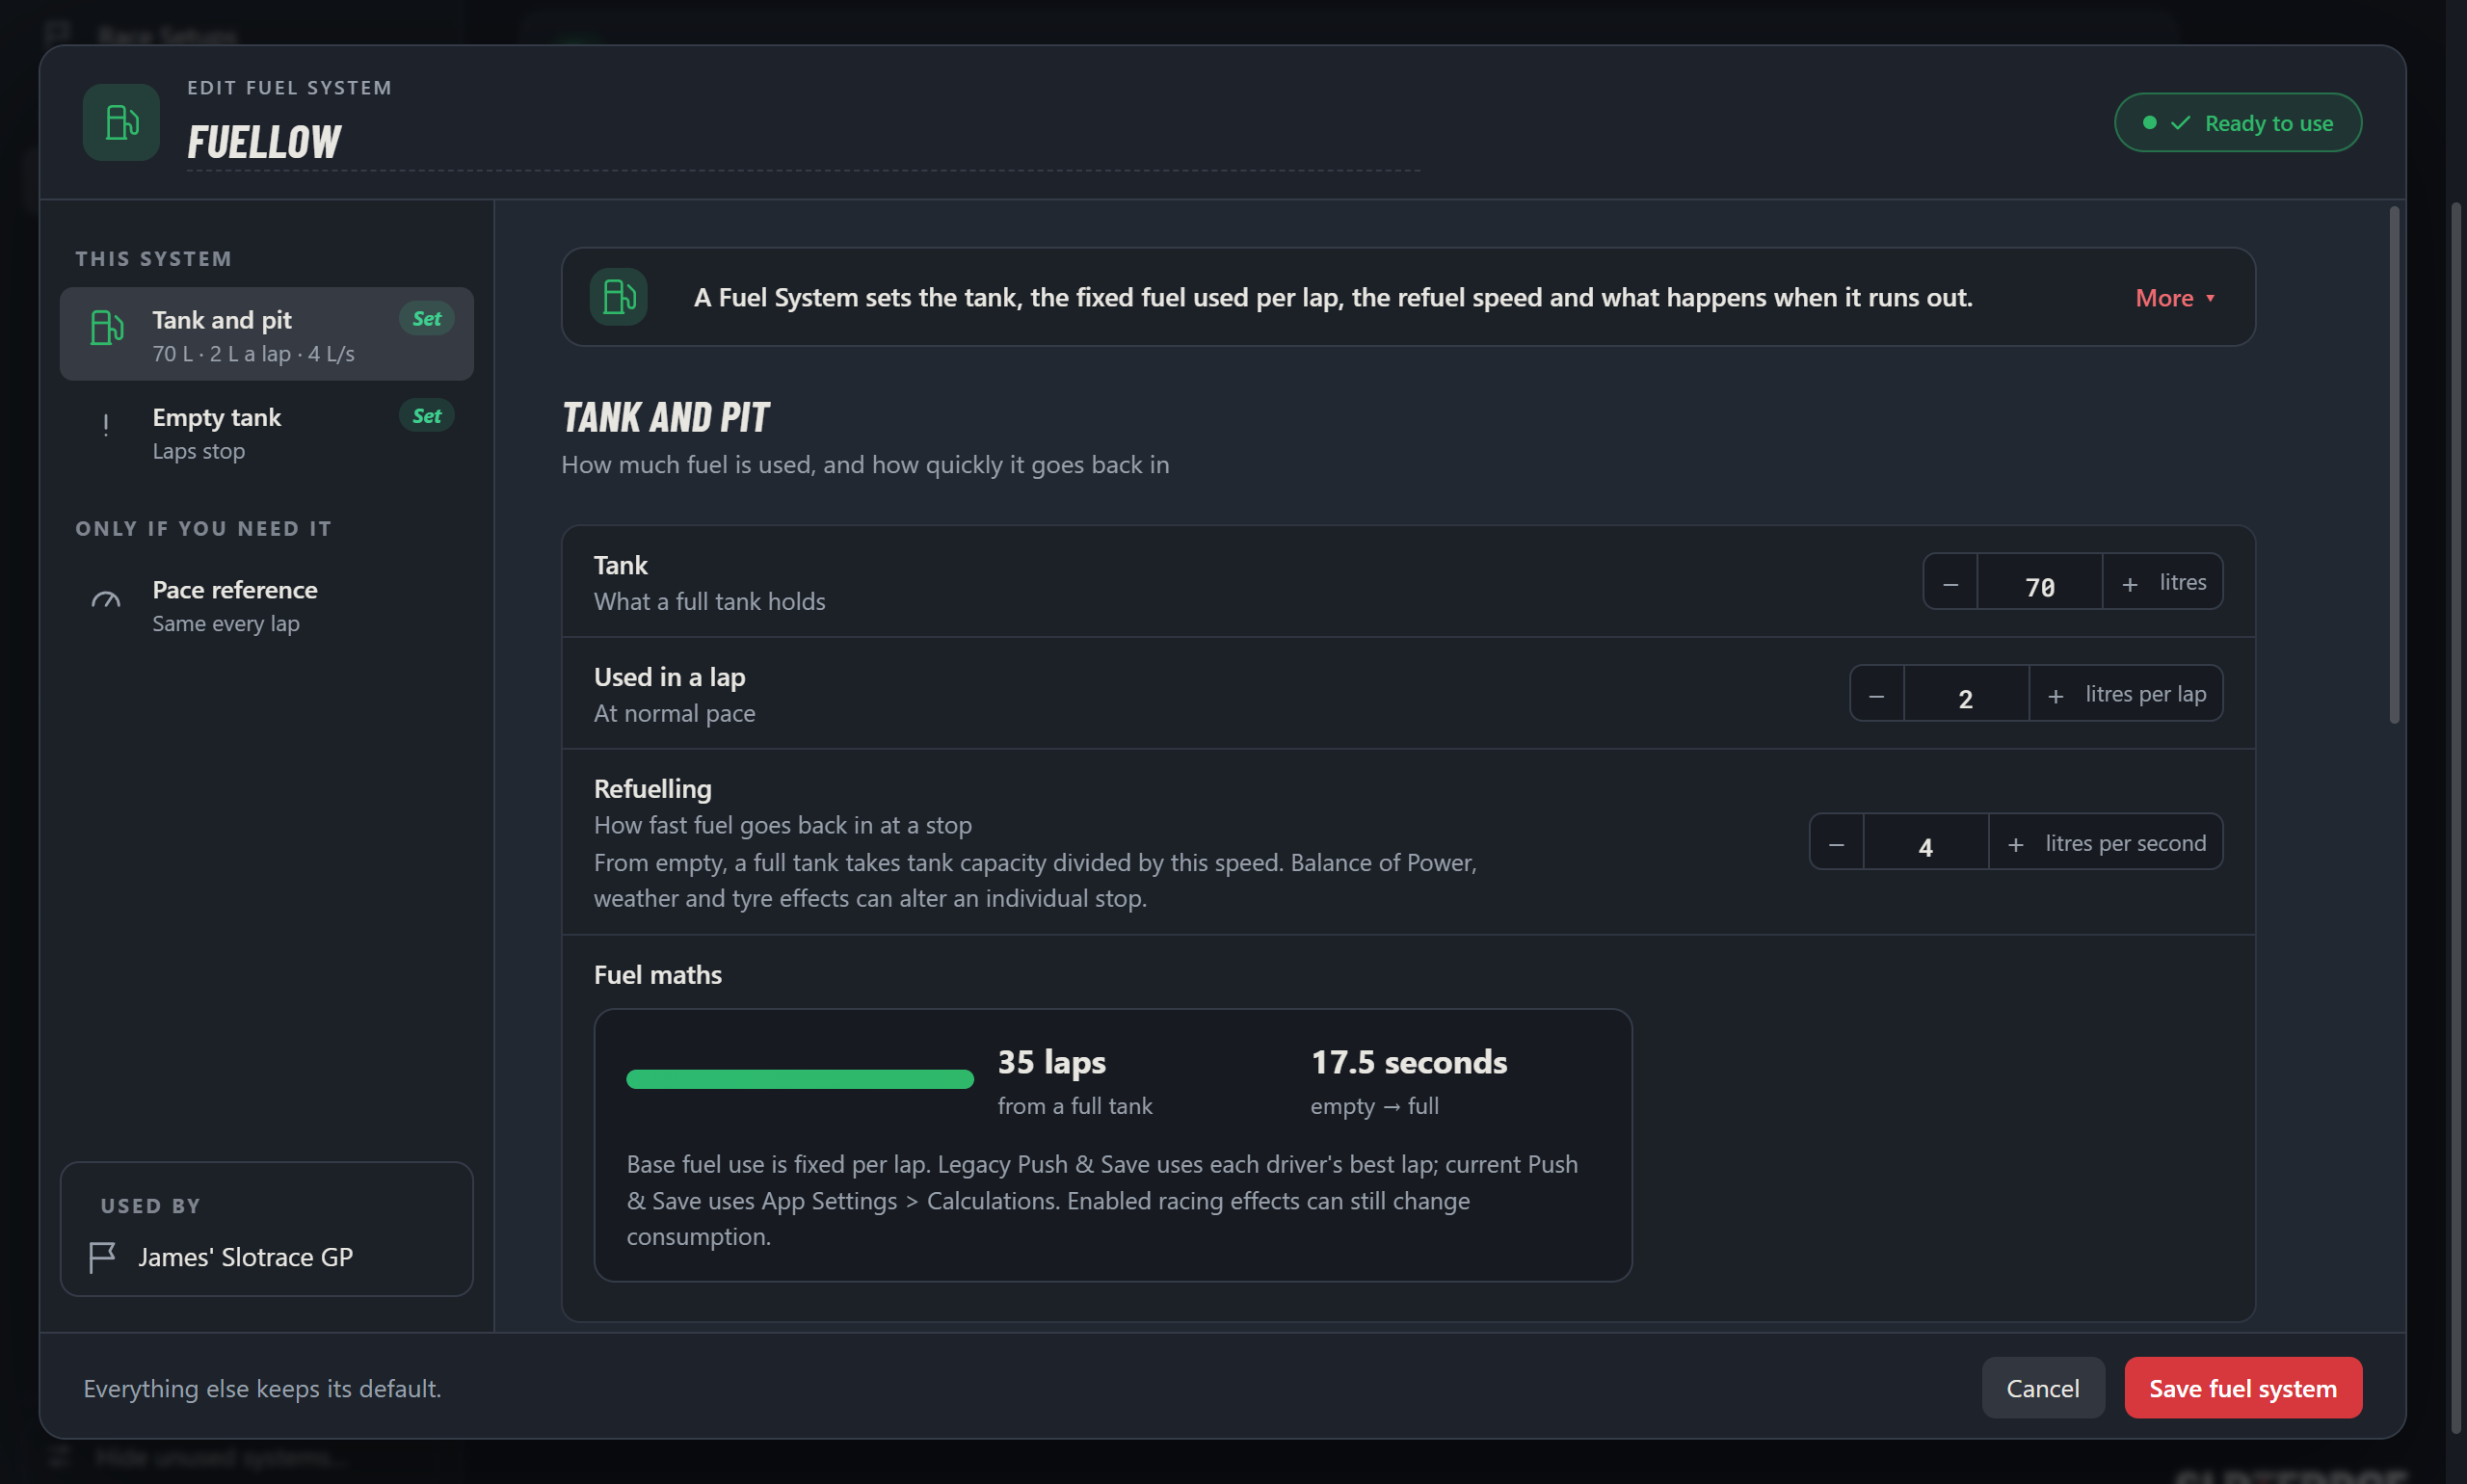 Race Setups
EDIT FUEL SYSTEM
FUELLOW
Ready to use
THIS SYSTEM
Tank and pit
Set
70 L · 2 L a lap · 4 L/s
Empty tank
Set
Laps stop
ONLY IF YOU NEED IT
Pace reference
Same every lap
USED BY
James' Slotrace GP
A Fuel System sets the tank, the fixed fuel used per lap, the refuel speed and what happens when it runs out.
More ▾
TANK AND PIT
How much fuel is used, and how quickly it goes back in
Tank
What a full tank holds
− 70 + litres
Used in a lap
At normal pace
− 2 + litres per lap
Refuelling
How fast fuel goes back in at a stop
From empty, a full tank takes tank capacity divided by this speed. Balance of Power,
weather and tyre effects can alter an individual stop.
− 4 + litres per second
Fuel maths
35 laps
from a full tank
17.5 seconds
empty → full
Base fuel use is fixed per lap. Legacy Push & Save uses each driver's best lap; current Push
& Save uses App Settings > Calculations. Enabled racing effects can still change
consumption.
Everything else keeps its default.
Cancel
Save fuel system
Hide unused systems...